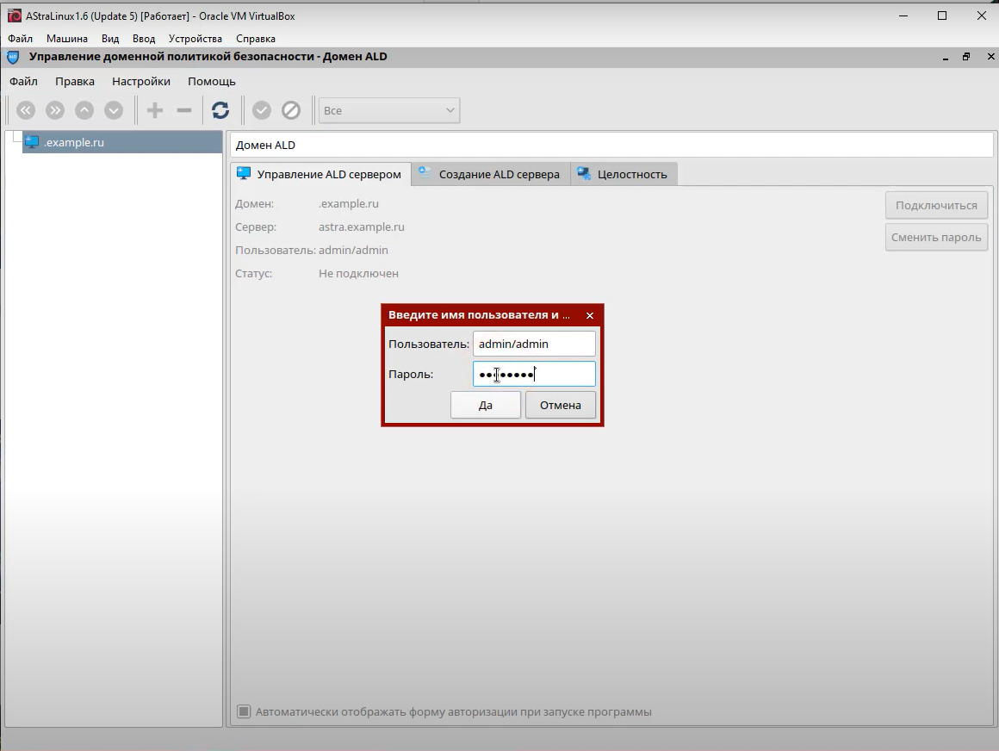 AStraLinux1.6 (Update 5) [Работает] - Oracle VM VirtualBox
Файл Машина Вид Ввод Устройства Справка
Управление доменной политикой безопасности - Домен ALD
Файл Правка Настройки Помощь
Все
.example.ru
Домен ALD
Управление ALD сервером Создание ALD сервера Целостность
Домен: .example.ru
Подключиться
Сервер: astra.example.ru
Сменить пароль
Пользователь: admin/admin
Статус: Не подключен
Введите имя пользователя и ...
Пользователь: admin/admin
Пароль: ••••••••
Да Отмена
Автоматически отображать форму авторизации при запуске программы